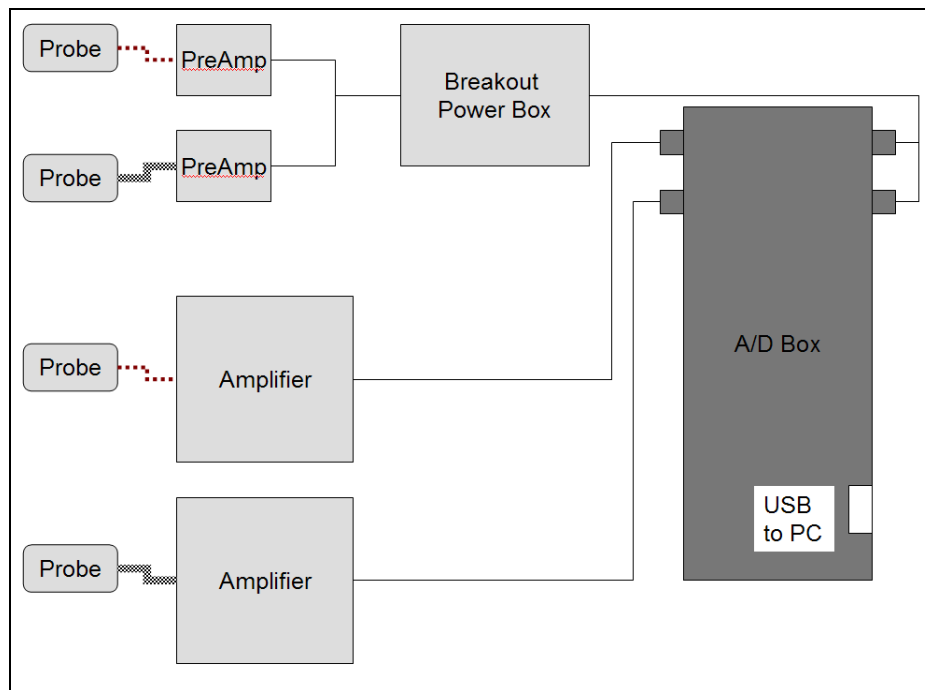 Probe
PreAmp
Breakout
Power Box
Probe
PreAmp
Probe
Amplifier
A/D Box
USB
to PC
Probe
Amplifier